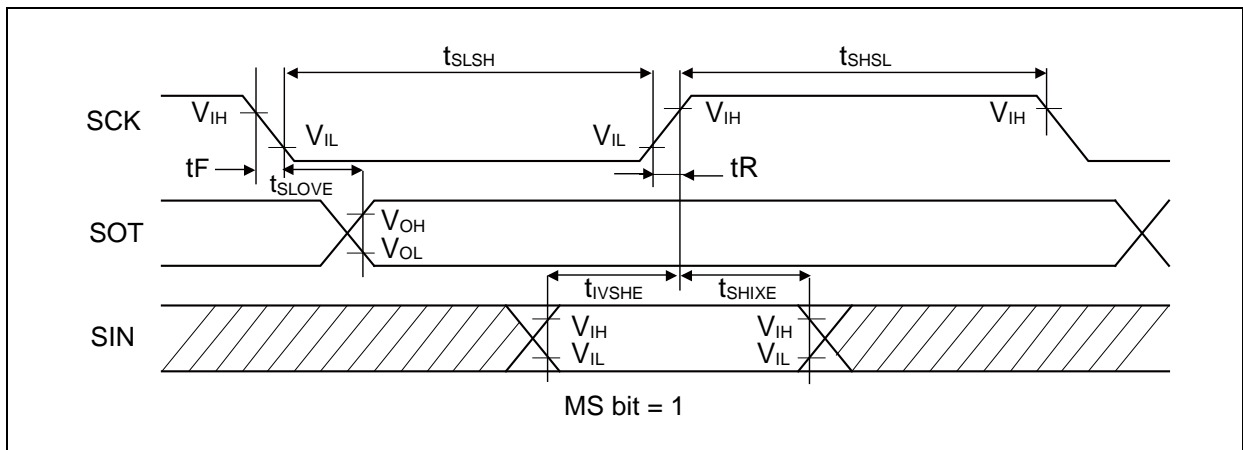 tSLSH
tSHSL
SCK
VIH
VIL
VIL
VIH
VIH
tF
tSLOVE
tR
SOT
VOH
VOL
tIVSHE
tSHIXE
SIN
VIH
VIL
VIH
VIL
MS bit = 1